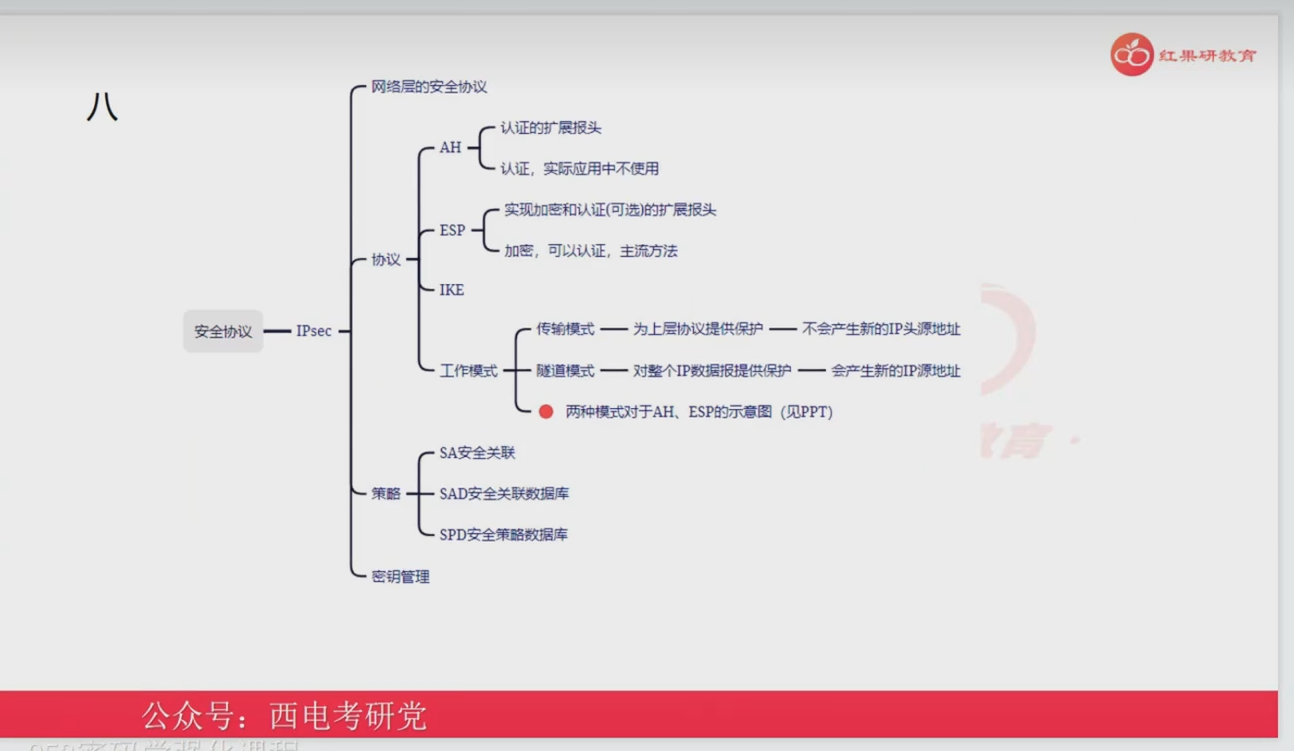 红果研教育
八
网络层的安全协议
认证的扩展报头
AH
认证，实际应用中不使用
实现加密和认证(可选)的扩展报头
ESP
加密，可以认证，主流方法
协议
IKE
安全协议
IPsec
传输模式
为上层协议提供保护
不会产生新的IP头源地址
工作模式
隧道模式
对整个IP数据报提供保护
会产生新的IP源地址
两种模式对于AH、ESP的示意图（见PPT）
教育
SA安全关联
策略
SAD安全关联数据库
SPD安全策略数据库
密钥管理
公众号：西电考研党